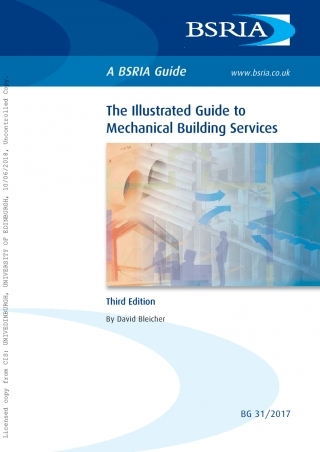 BSRIA
A BSRIA Guide
www.bsria.co.uk
The Illustrated Guide to
Mechanical Building Services
Third Edition
By David Bleicher
BG 31/2017
Licensed copy from CIS: UNIVEDINBURGH, UNIVERSITY OF EDINBURGH, 10/06/2018, Uncontrolled Copy.